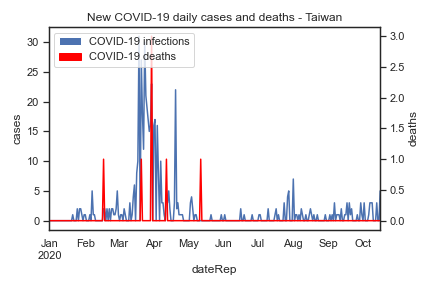 New COVID-19 daily cases and deaths - Taiwan
COVID-19 infections
COVID-19 deaths
cases
30
25
20
15
10
5
0
deaths
3.0
2.5
2.0
1.5
1.0
0.5
0.0
Jan Feb Mar Apr May Jun Jul Aug Sep Oct
2020
dateRep